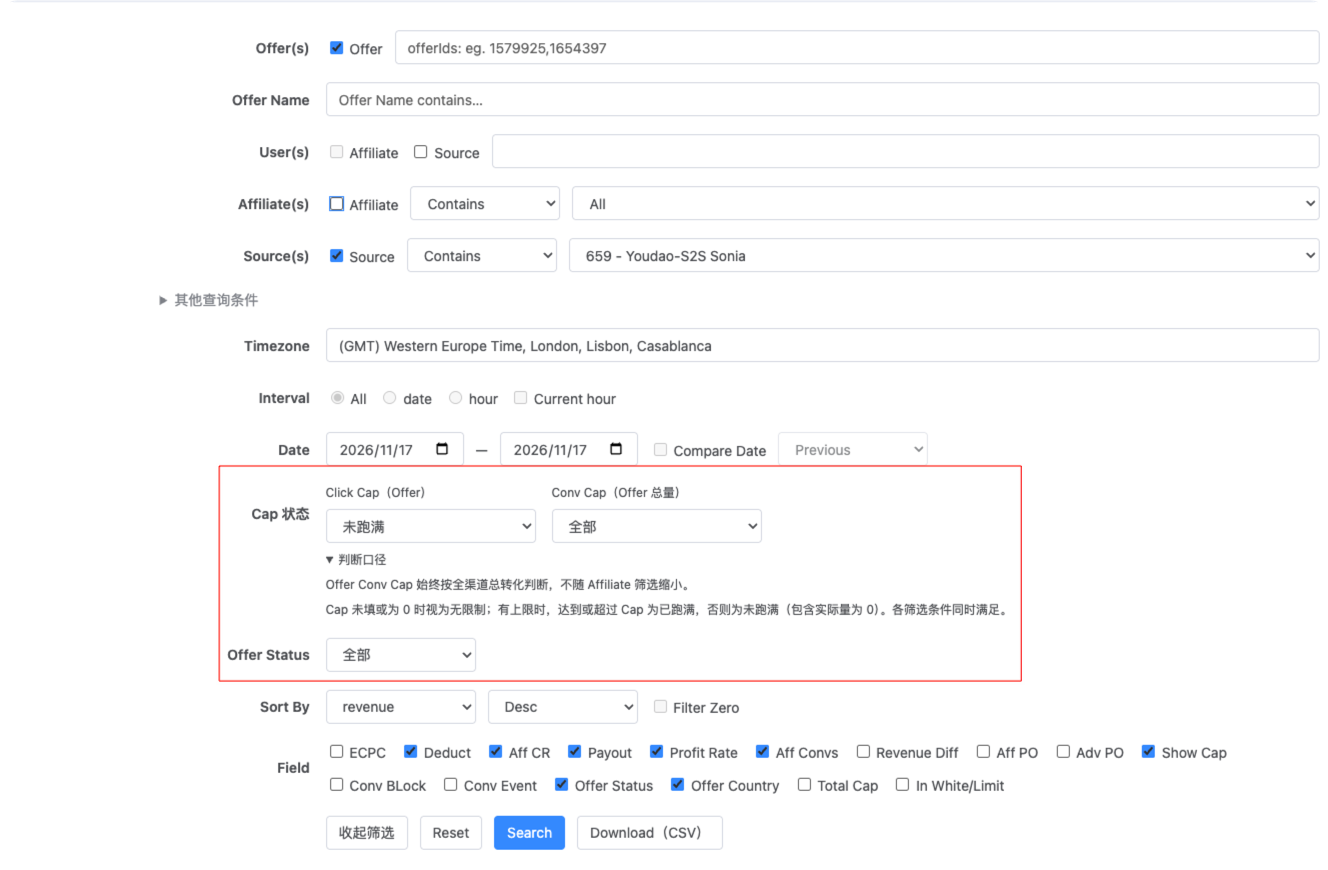 Offer(s) Offer offerIds: eg. 1579925,1654397
Offer Name Offer Name contains...
User(s) Affiliate Source
Affiliate(s) Affiliate Contains All
Source(s) Source Contains 659 - Youdao-S2S Sonia
▶ 其他查询条件
Timezone (GMT) Western Europe Time, London, Lisbon, Casablanca
Interval All date hour Current hour
Date 2026/11/17 — 2026/11/17 Compare Date Previous
Click Cap（Offer） Conv Cap（Offer 总量）
Cap 状态 未跑满 全部
▼ 判断口径
Offer Conv Cap 始终按全渠道总转化判断，不随 Affiliate 筛选缩小。
Cap 未填或为 0 时视为无限制；有上限时，达到或超过 Cap 为已跑满，否则为未跑满（包含实际量为 0）。各筛选条件同时满足。
Offer Status 全部
Sort By revenue Desc Filter Zero
Field ECPC Deduct Aff CR Payout Profit Rate Aff Convs Revenue Diff Aff PO Adv PO Show Cap
Conv BLock Conv Event Offer Status Offer Country Total Cap In White/Limit
收起筛选 Reset Search Download（CSV）